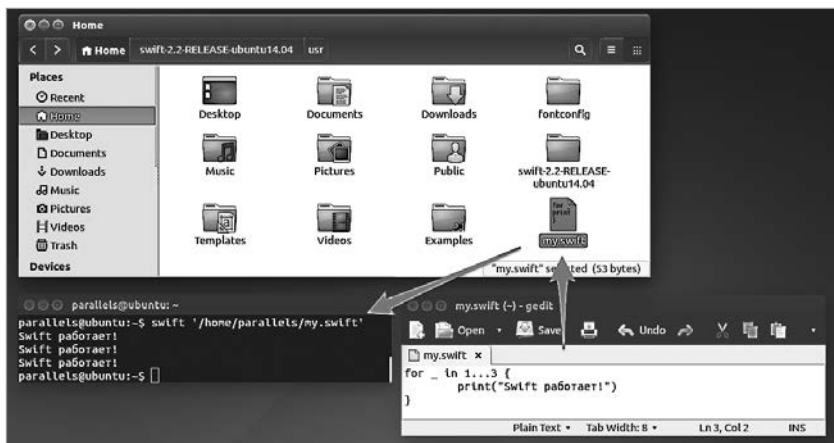 Home
Home swift-2.2-RELEASE-ubuntu14.04 usr
Places
Recent
Home
Desktop
Documents
Downloads
Music
Pictures
Videos
Trash
Devices
Desktop
Documents
Downloads
fontconfig
Music
Pictures
Public
swift-2.2-RELEASE-
ubuntu14.04
for
print
}
Templates
Videos
Examples
my.swift
"my.swift" selected (53 bytes)
parallels@ubuntu: ~
parallels@ubuntu:~$ swift '/home/parallels/my.swift'
Swift работает!
Swift работает!
Swift работает!
parallels@ubuntu:~$
my.swift (~) - gedit
Open Save Undo
my.swift ×
for _ in 1...3 {
print("Swift работает!")
}
Plain Text Tab Width: 8 Ln 3, Col 2 INS